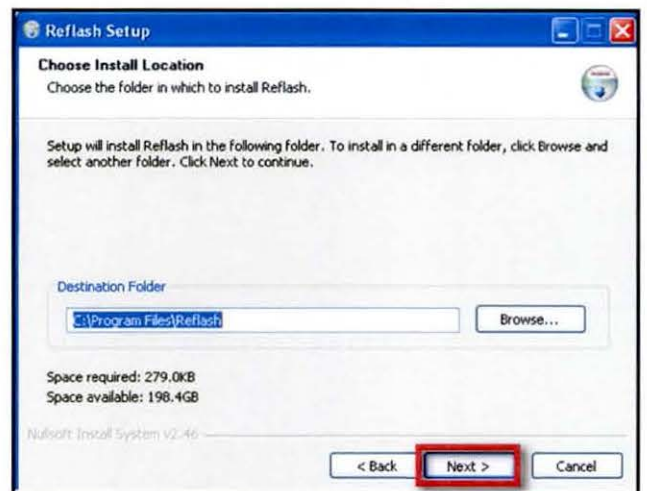 Reflash Setup
Choose Install Location
Choose the folder in which to install Reflash.
Setup will install Reflash in the following folder. To install in a different folder, click Browse and
select another folder. Click Next to continue.
Destination Folder
C:\Program Files\Reflash
Browse...
Space required: 279.0KB
Space available: 198.4GB
Nullsoft Install System v2.46
< Back
Next >
Cancel